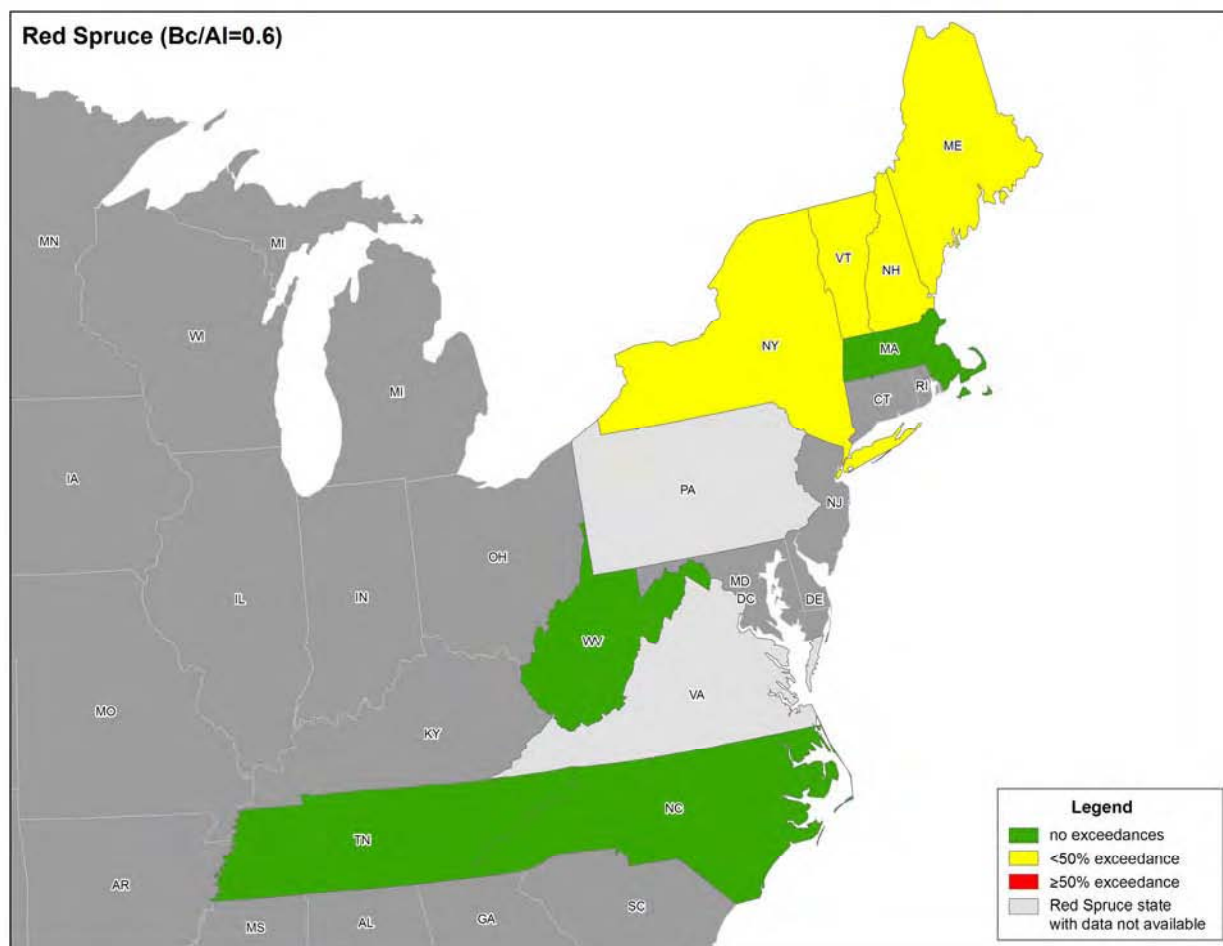 Red Spruce (Bc/Al=0.6)
ME
MN
MI
VT
NH
WI
NY
MA
MI
CT
RI
IA
PA
NJ
OH
MD
IL
IN
DC
DE
WV
VA
MO
KY
NC
TN
AR
SC
MS
AL
GA
Legend
no exceedances
<50% exceedance
≥50% exceedance
Red Spruce state
with data not available